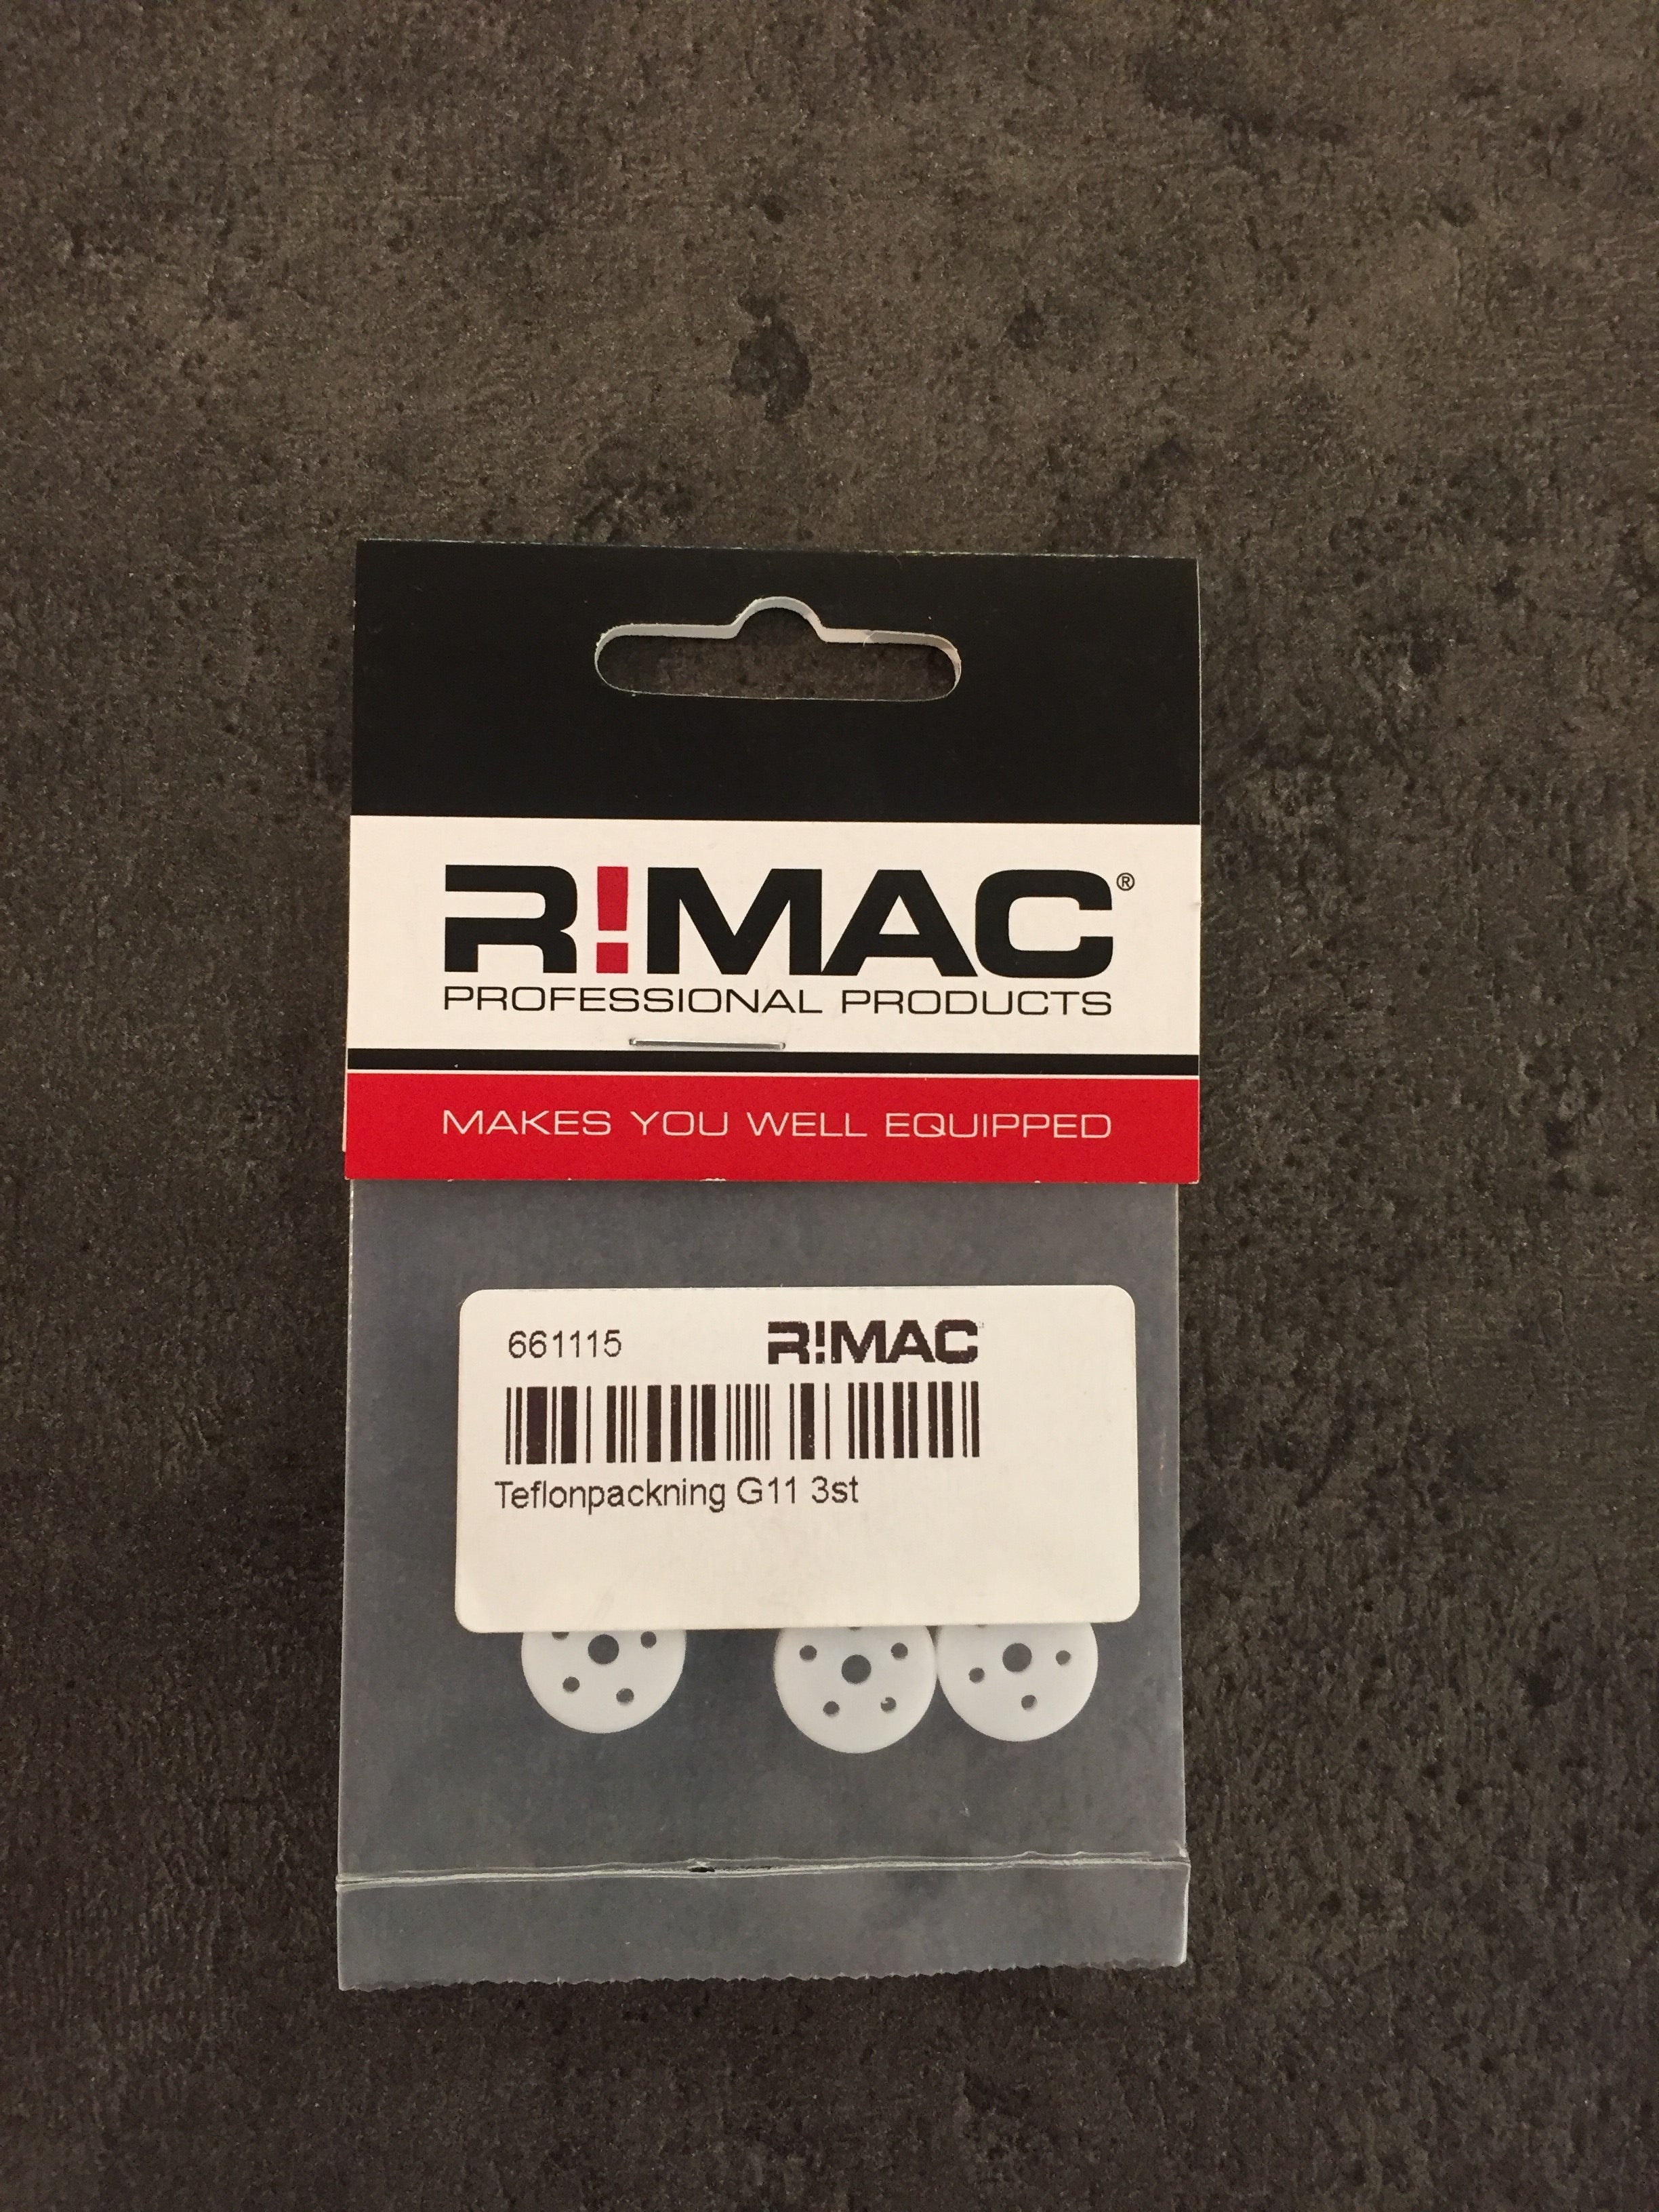 R!MAC®
PROFESSIONAL PRODUCTS
MAKES YOU WELL EQUIPPED
661115 R!MAC
Teflonpackning G11 3st